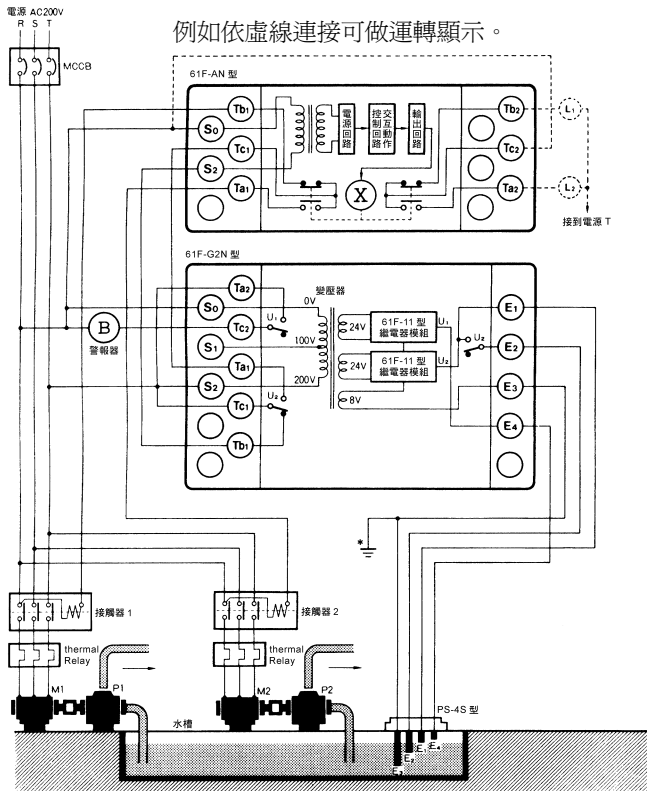 例如依虛線連接可做運轉顯示。
電源 AC200V
R S T
MCCB
61F-AN 型
Tb1
S0
Tc1
S2
Ta1
電源回路
交互動作控制回路
輸出回路
X
Tb2
Tc2
Ta2
L1
L2
接到電源 T
61F-G2N 型
Ta2
S0
Tc2
S1
Ta1
S2
Tc1
Tb1
B
警報器
U1
U2
變壓器
0V
100V
200V
24V
24V
8V
61F-11 型
繼電器模組
U1
61F-11 型
繼電器模組
U2
U2
E1
E2
E3
E4
*
接觸器 1
接觸器 2
thermal
Relay
thermal
Relay
M1
P1
M2
P2
水槽
PS-4S 型
E3
E2
E1
E4